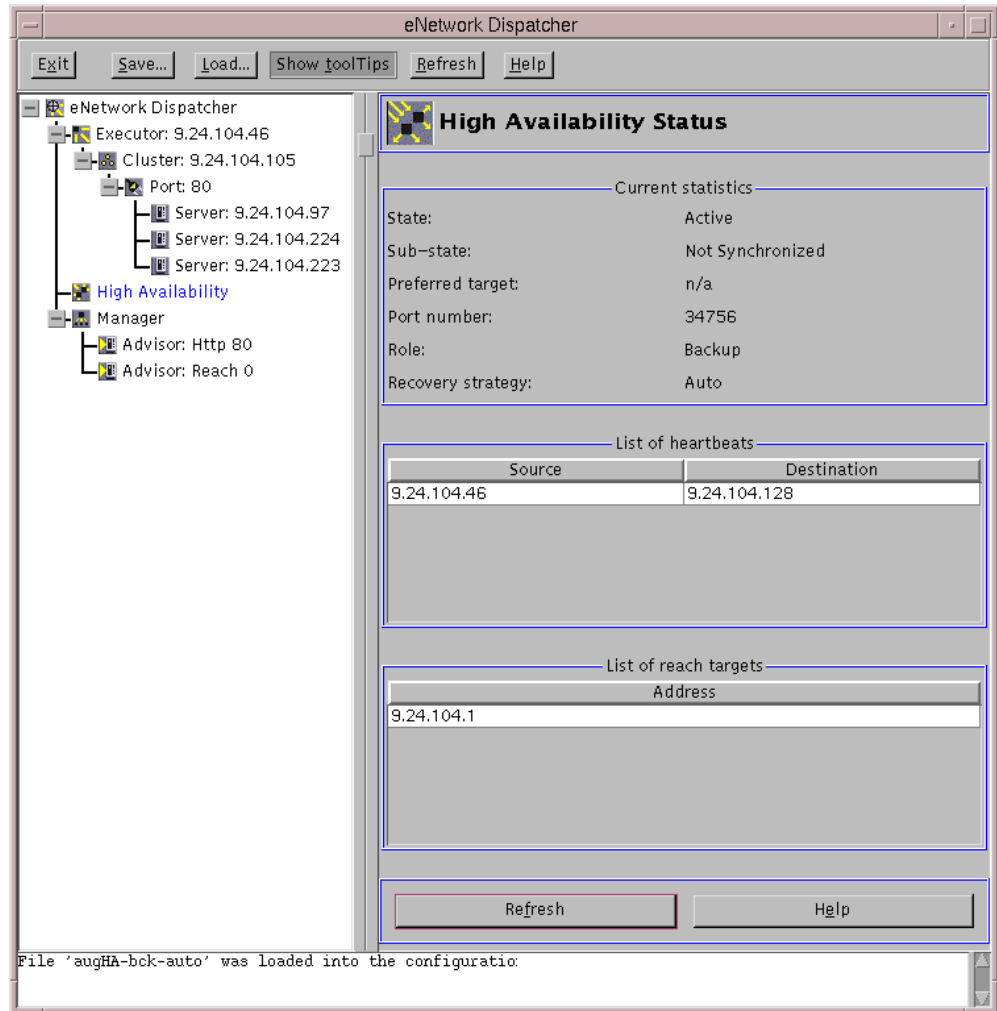 eNetwork Dispatcher
Exit Save... Load... Show toolTips Refresh Help
eNetwork Dispatcher
Executor: 9.24.104.46
Cluster: 9.24.104.105
Port: 80
Server: 9.24.104.97
Server: 9.24.104.224
Server: 9.24.104.223
High Availability
Manager
Advisor: Http 80
Advisor: Reach 0
High Availability Status
Current statistics
State: Active
Sub-state: Not Synchronized
Preferred target: n/a
Port number: 34756
Role: Backup
Recovery strategy: Auto
List of heartbeats
Source Destination
9.24.104.46 9.24.104.128
List of reach targets
Address
9.24.104.1
Refresh Help
File 'augHA-bck-auto' was loaded into the configuratio